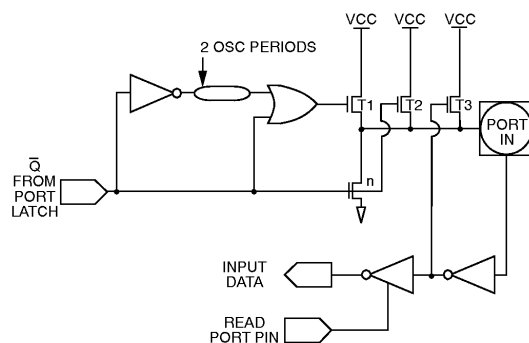 VCC VCC VCC
2 OSC PERIODS
T1 T2 T3
PORT
IN
Q
FROM
PORT
LATCH
n
INPUT
DATA
READ
PORT PIN